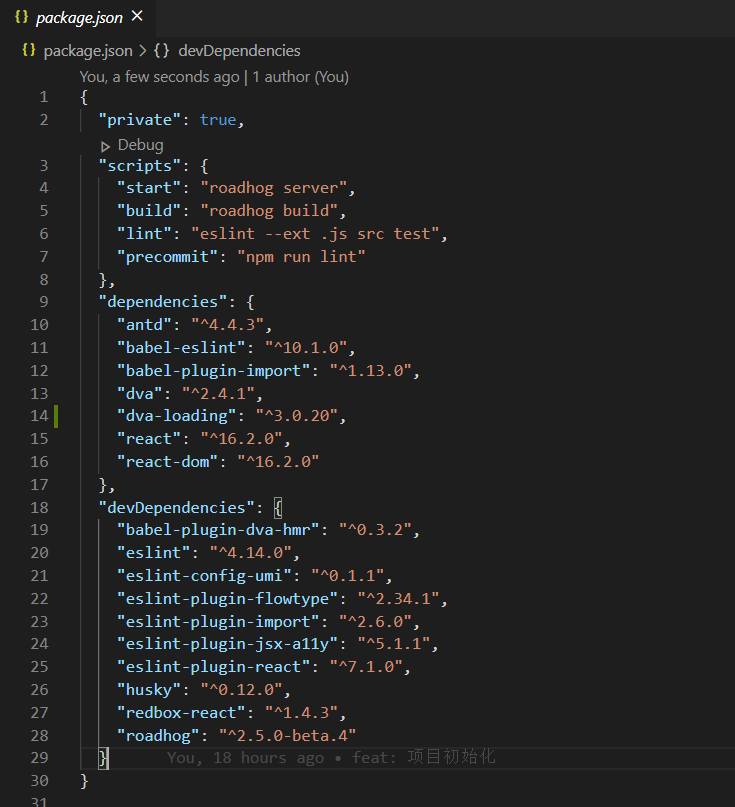 {} package.json ×
{} package.json > {} devDependencies
You, a few seconds ago | 1 author (You)
1 {
2 "private": true,
Debug
3 "scripts": {
4 "start": "roadhog server",
5 "build": "roadhog build",
6 "lint": "eslint --ext .js src test",
7 "precommit": "npm run lint"
8 },
9 "dependencies": {
10 "antd": "^4.4.3",
11 "babel-eslint": "^10.1.0",
12 "babel-plugin-import": "^1.13.0",
13 "dva": "^2.4.1",
14 "dva-loading": "^3.0.20",
15 "react": "^16.2.0",
16 "react-dom": "^16.2.0"
17 },
18 "devDependencies": {
19 "babel-plugin-dva-hmr": "^0.3.2",
20 "eslint": "^4.14.0",
21 "eslint-config-umi": "^0.1.1",
22 "eslint-plugin-flowtype": "^2.34.1",
23 "eslint-plugin-import": "^2.6.0",
24 "eslint-plugin-jsx-a11y": "^5.1.1",
25 "eslint-plugin-react": "^7.1.0",
26 "husky": "^0.12.0",
27 "redbox-react": "^1.4.3",
28 "roadhog": "^2.5.0-beta.4"
29 } You, 18 hours ago • feat: 项目初始化
30 }
31